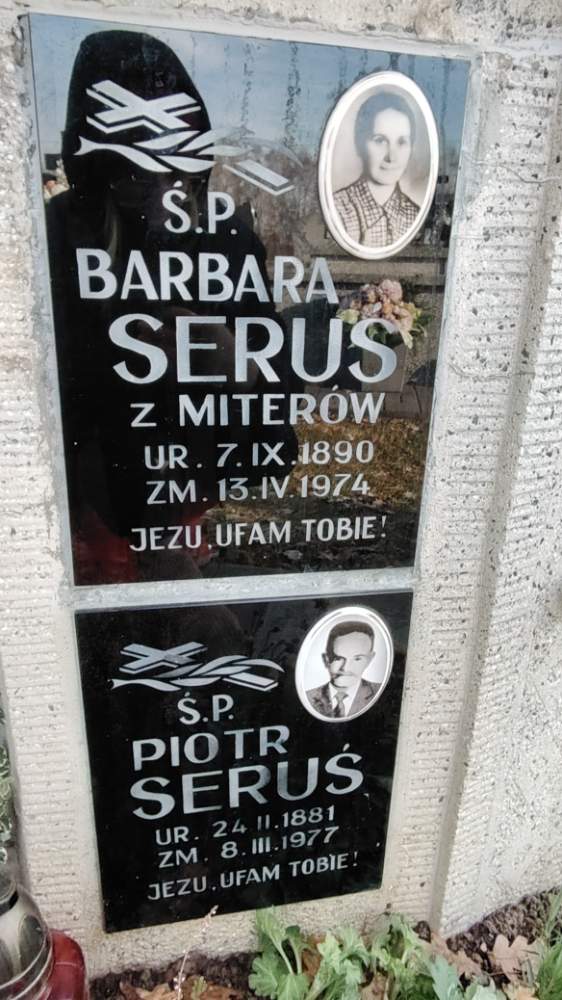 Ś.P.
BARBARA
SERUŚ
Z MITERÓW
UR. 7.IX.1890
ZM. 13.IV.1974
JEZU, UFAM TOBIE!
Ś.P.
PIOTR
SERUŚ
UR. 24 II.1881
ZM. 8.III.1977
JEZU, UFAM TOBIE!